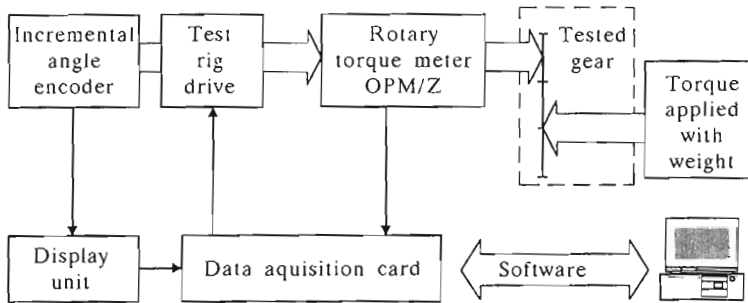 Incremental
angle
encoder
Test
rig
drive
Rotary
torque meter
OPM/Z
Tested
gear
Torque
applied
with
weight
Display
unit
Data aquisition card
Software